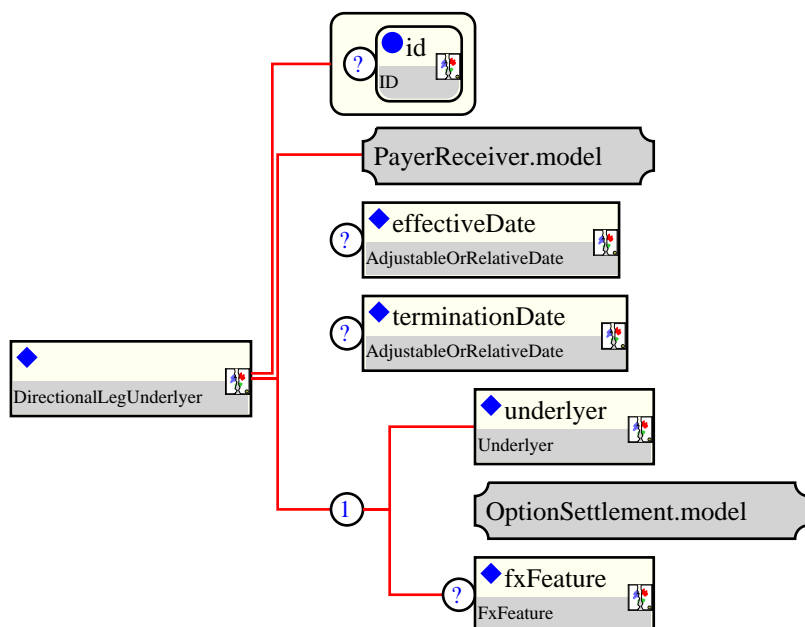 ?
id
ID
PayerReceiver.model
?
effectiveDate
AdjustableOrRelativeDate
?
terminationDate
AdjustableOrRelativeDate
DirectionalLegUnderlyer
underlyer
Underlyer
1
OptionSettlement.model
?
fxFeature
FxFeature